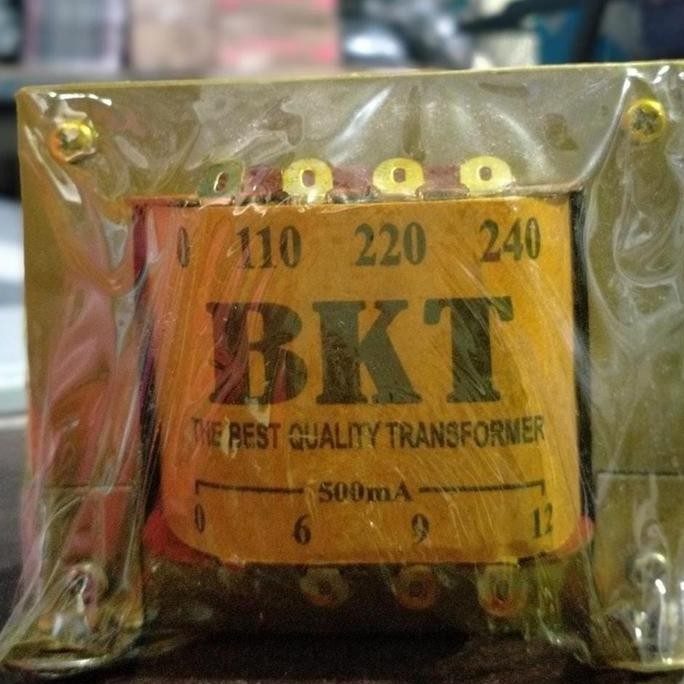 0 110 220 240
BKT
THE BEST QUALITY TRANSFORMER
500mA
0 6 9 12